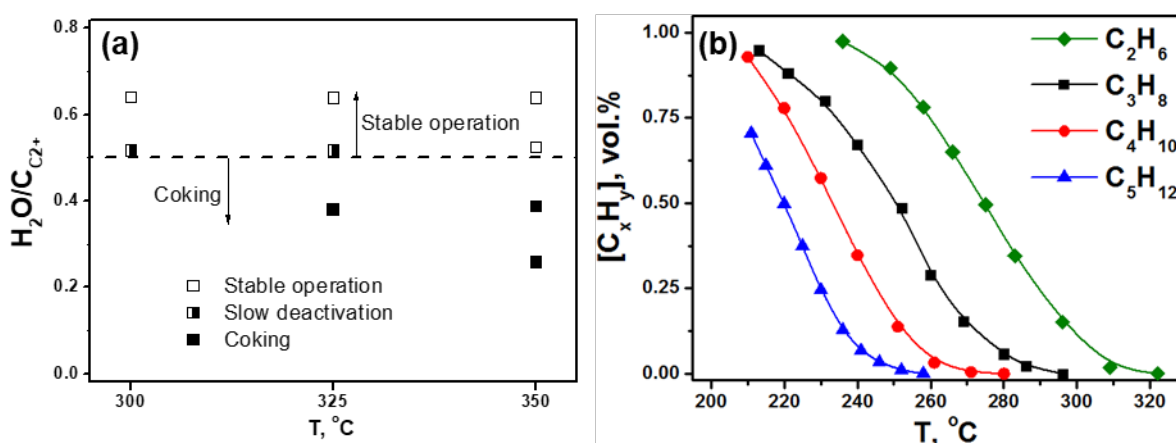 (a)
0.8
0.6
0.4
0.2
0.0
H₂O/C_C2+
Stable operation
Coking
Stable operation
Slow deactivation
Coking
300
325
350
T, °C
(b)
1.00
0.75
0.50
0.25
0.00
[CₓHᵧ], vol.%
C₂H₆
C₃H₈
C₄H₁₀
C₅H₁₂
200
220
240
260
280
300
320
T, °C